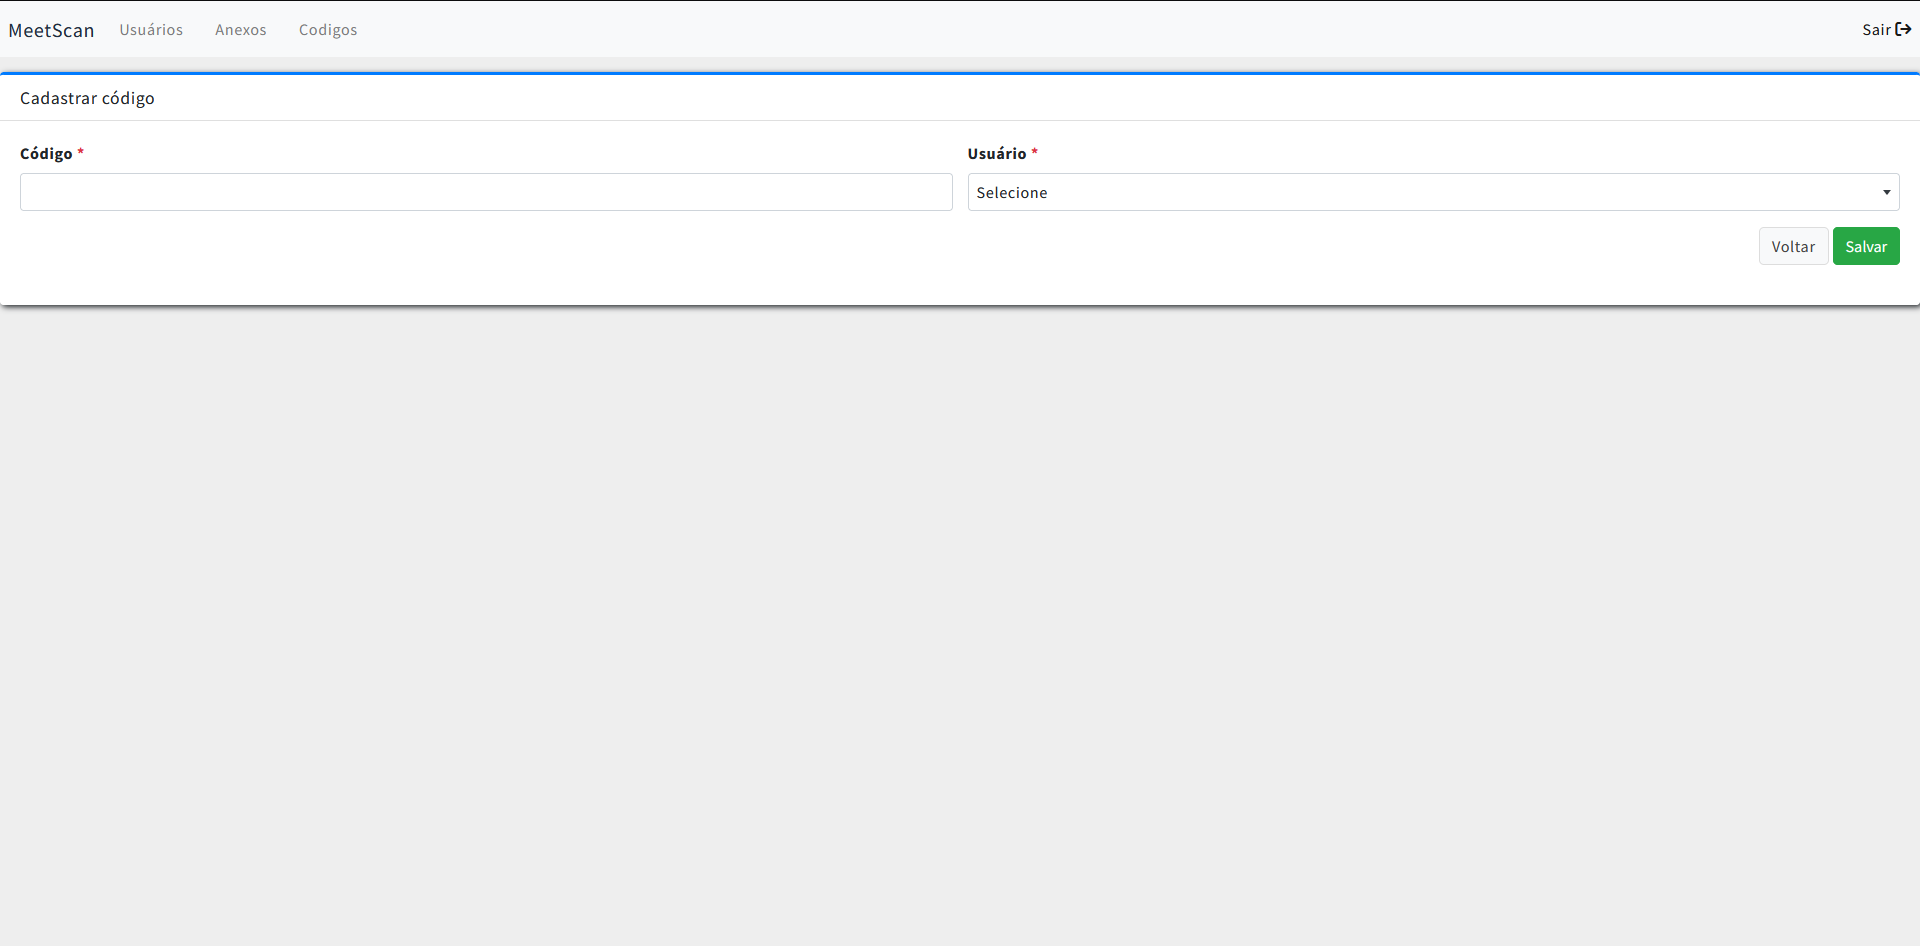 MeetScan Usuários Anexos Codigos Sair
Cadastrar código
Código * Usuário *
Selecione
Voltar Salvar